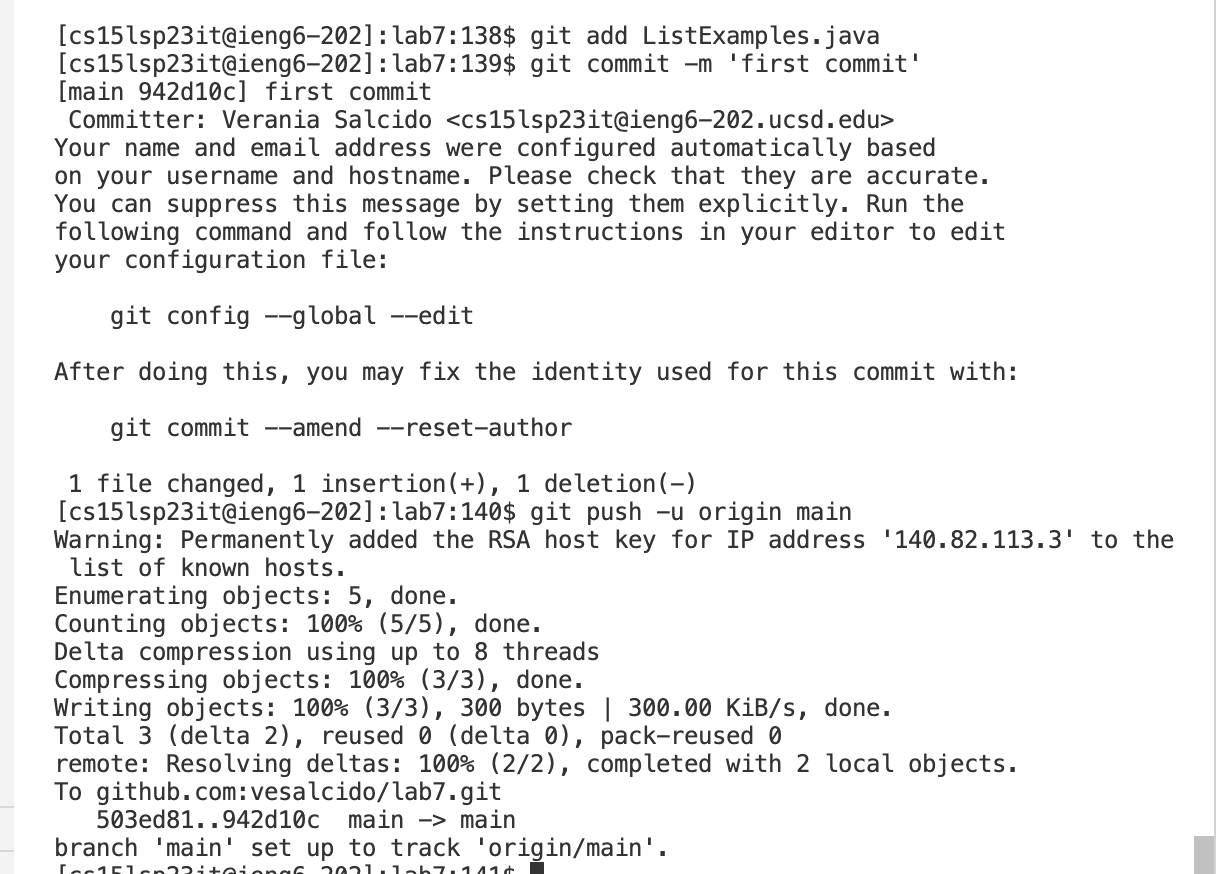 [cs15lsp23it@ieng6-202]:lab7:138$ git add ListExamples.java
[cs15lsp23it@ieng6-202]:lab7:139$ git commit -m 'first commit'
[main 942d10c] first commit
 Committer: Verania Salcido <cs15lsp23it@ieng6-202.ucsd.edu>
Your name and email address were configured automatically based
on your username and hostname. Please check that they are accurate.
You can suppress this message by setting them explicitly. Run the
following command and follow the instructions in your editor to edit
your configuration file:

    git config --global --edit

After doing this, you may fix the identity used for this commit with:

    git commit --amend --reset-author

 1 file changed, 1 insertion(+), 1 deletion(-)
[cs15lsp23it@ieng6-202]:lab7:140$ git push -u origin main
Warning: Permanently added the RSA host key for IP address '140.82.113.3' to the
 list of known hosts.
Enumerating objects: 5, done.
Counting objects: 100% (5/5), done.
Delta compression using up to 8 threads
Compressing objects: 100% (3/3), done.
Writing objects: 100% (3/3), 300 bytes | 300.00 KiB/s, done.
Total 3 (delta 2), reused 0 (delta 0), pack-reused 0
remote: Resolving deltas: 100% (2/2), completed with 2 local objects.
To github.com:vesalcido/lab7.git
   503ed81..942d10c  main -> main
branch 'main' set up to track 'origin/main'.
[cs15lsp23it@ieng6-202]:lab7:141$